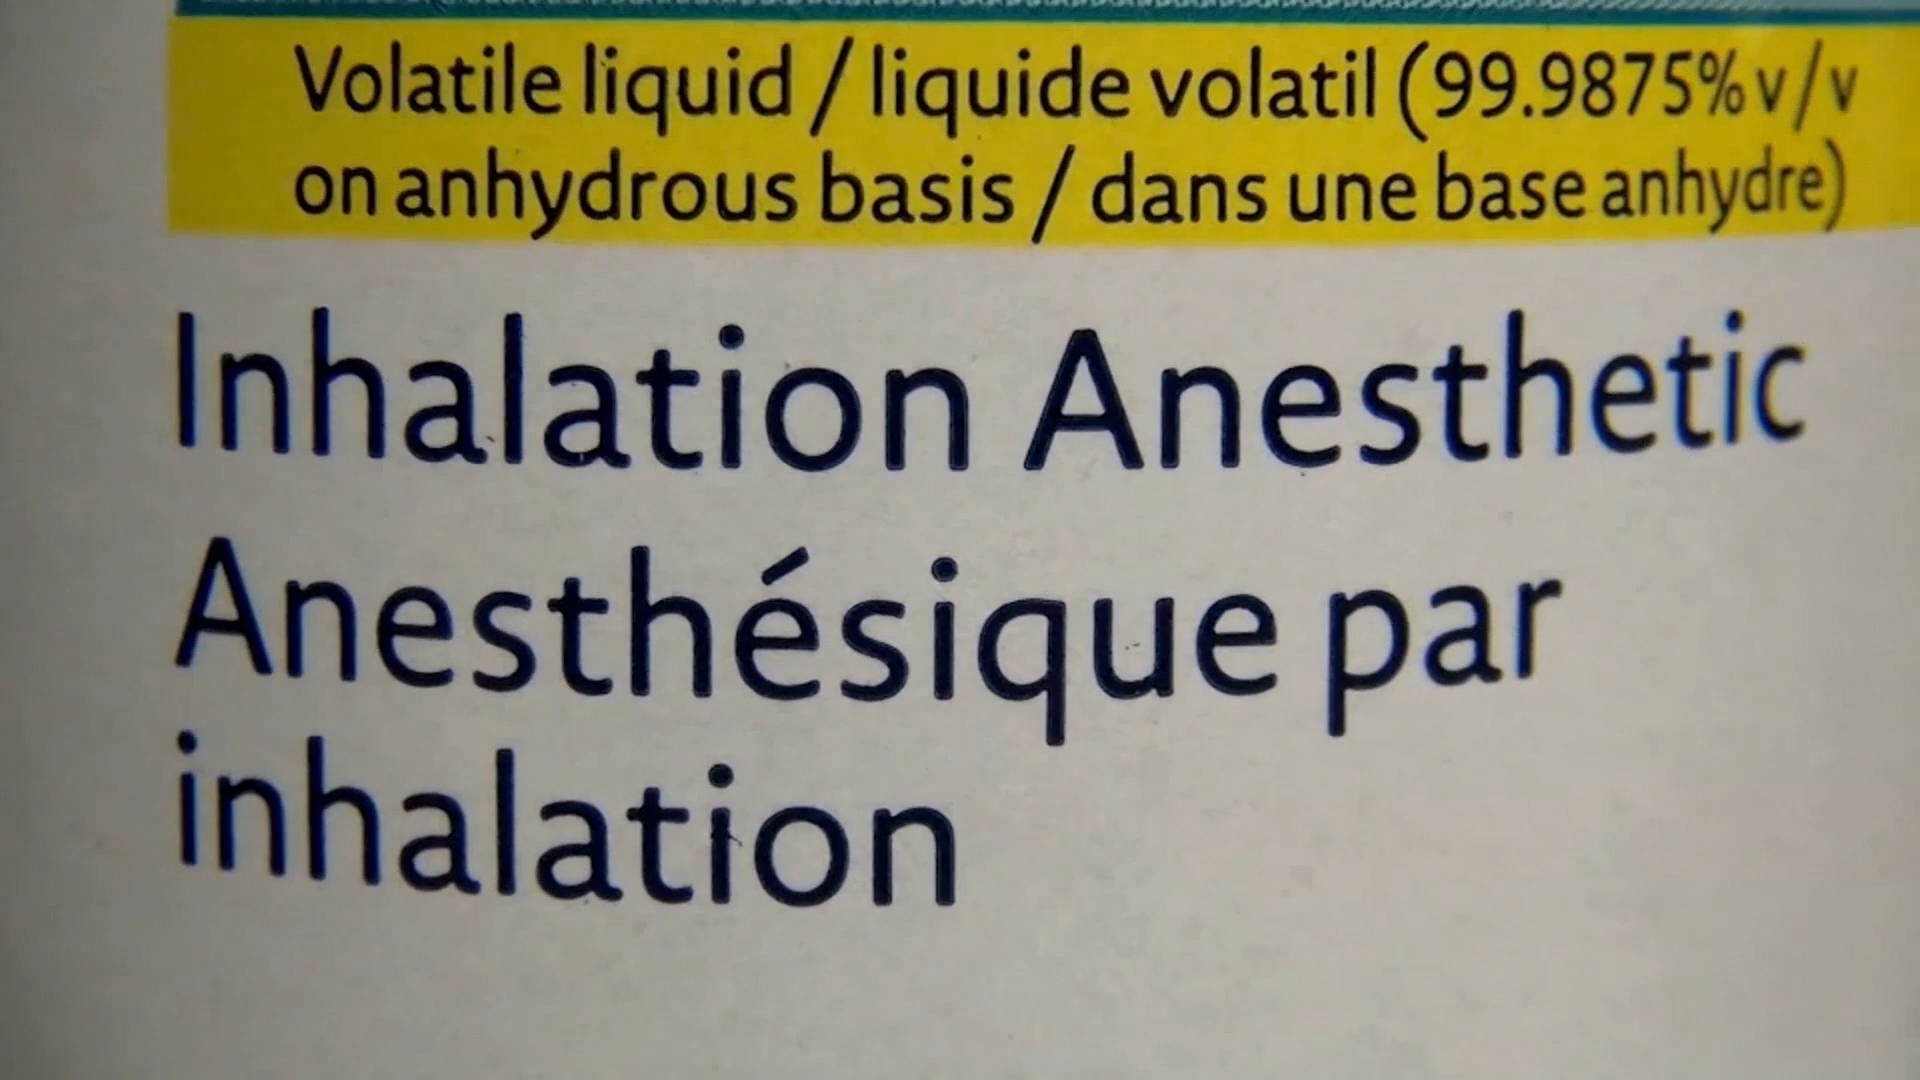 Volatile liquid / liquide volatil (99.9875% v/v
on anhydrous basis / dans une base anhydre)
Inhalation Anesthetic
Anesthésique par
inhalation